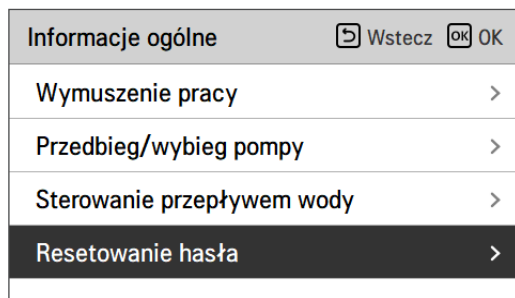 Informacje ogólne Wstecz OK OK
Wymuszenie pracy
Przedbieg/wybieg pompy
Sterowanie przepływem wody
Resetowanie hasła